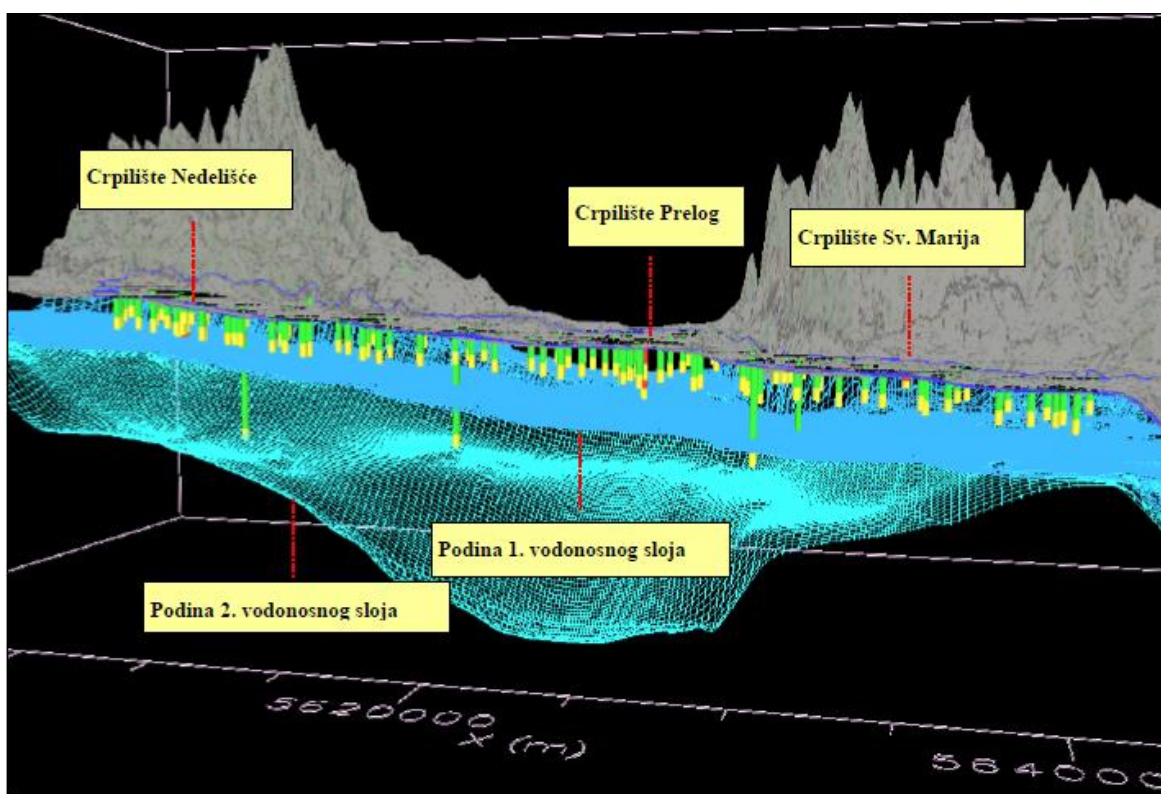 Crpilište Nedelišće
Crpilište Prelog
Crpilište Sv. Marija
Podina 1. vodonosnog sloja
Podina 2. vodonosnog sloja
5620000
X (m)
564000